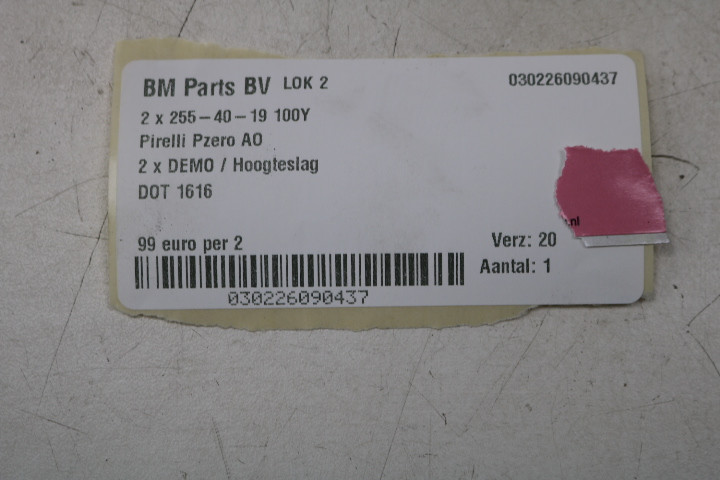 BM Parts BV LOK 2 030226090437
2 x 255-40-19 100Y
Pirelli Pzero AO
2 x DEMO / Hoogteslag
DOT 1616
.nl
99 euro per 2 Verz: 20
Aantal: 1
030226090437